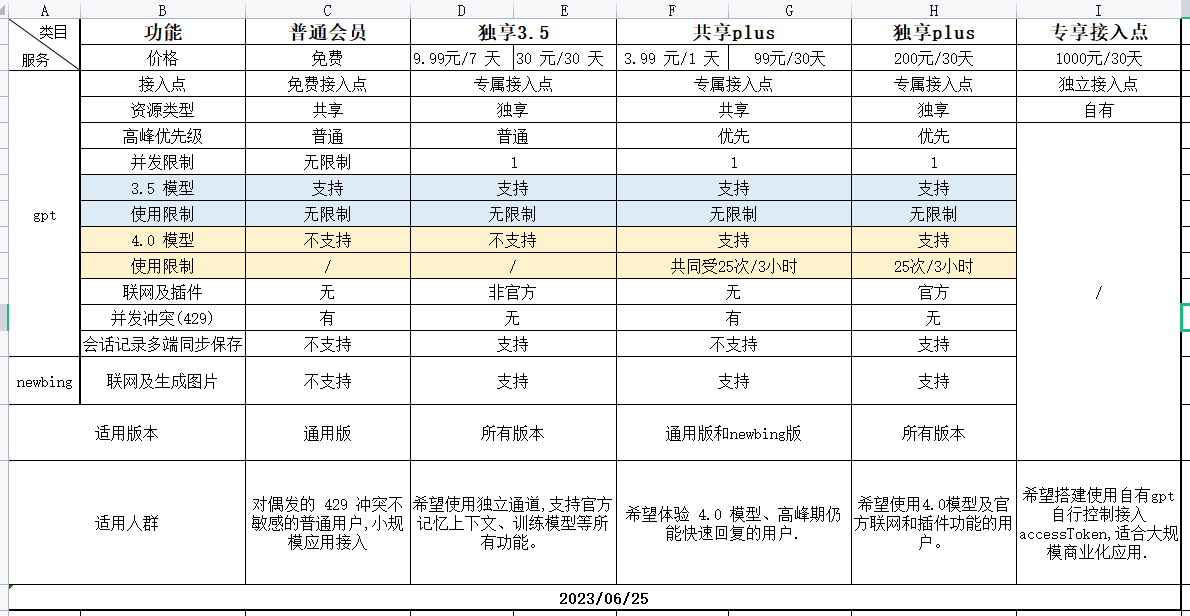 A B C D E F G H I
类目 功能 普通会员 独享3.5 共享plus 独享plus 专享接入点
服务 价格 免费 9.99元/7 天 30 元/30 天 3.99 元/1 天 99元/30天 200元/30天 1000元/30天
接入点 免费接入点 专属接入点 专属接入点 专属接入点 独立接入点
资源类型 共享 独享 共享 独享 自有
高峰优先级 普通 普通 优先 优先
并发限制 无限制 1 1 1
3.5 模型 支持 支持 支持 支持
gpt 使用限制 无限制 无限制 无限制 无限制
4.0 模型 不支持 不支持 支持 支持
使用限制 / / 共同受25次/3小时 25次/3小时
联网及插件 无 非官方 无 官方 /
并发冲突(429) 有 无 有 无
会话记录多端同步保存 不支持 支持 不支持 支持
newbing 联网及生成图片 不支持 支持 支持 支持
适用版本 通用版 所有版本 通用版和newbing版 所有版本
适用人群
对偶发的 429 冲突不
敏感的普通用户,小规
模应用接入
希望使用独立通道,支持官方
记忆上下文、训练模型等所
有功能。
希望体验 4.0 模型、高峰期仍
能快速回复的用户.
希望使用4.0模型及官
方联网和插件功能的用
户。
希望搭建使用自有gpt
自行控制接入
accessToken,适合大规
模商业化应用.
2023/06/25